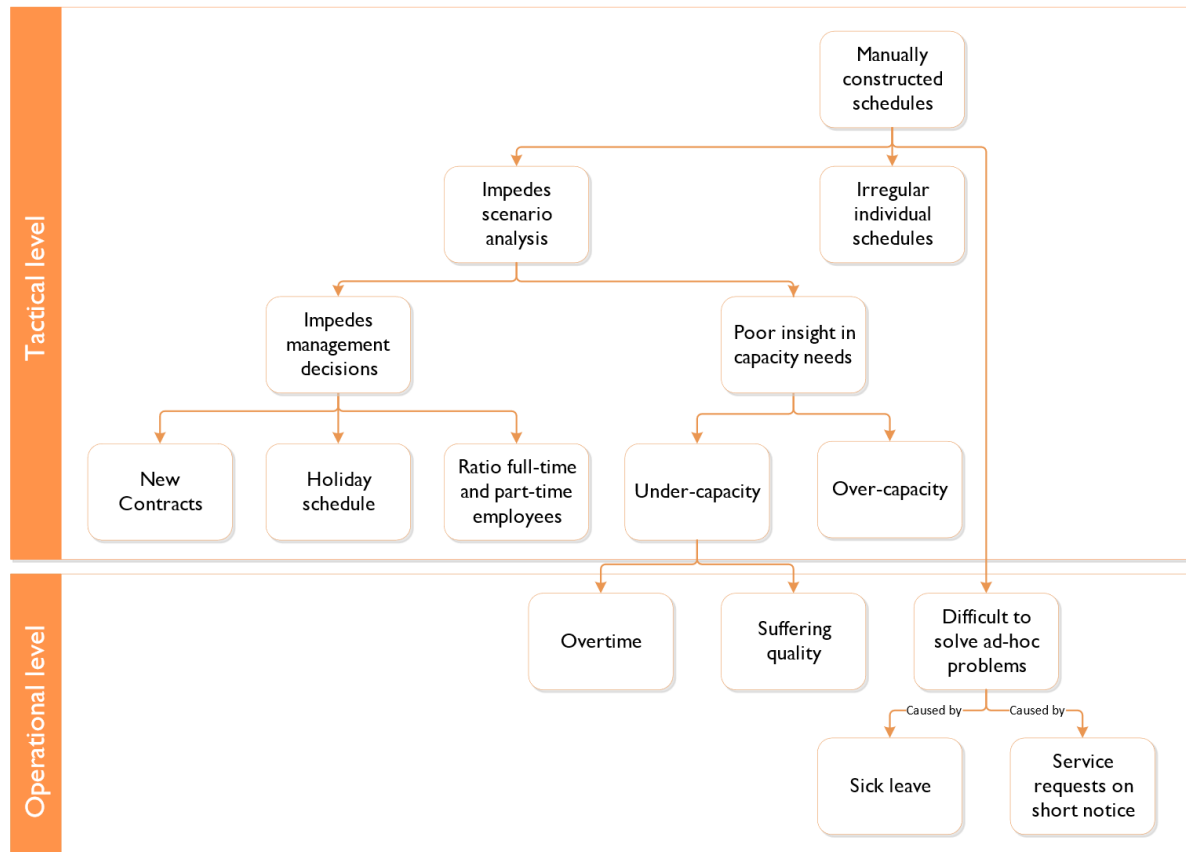 Tactical level
Manually
constructed
schedules
Impedes
scenario
analysis
Irregular
individual
schedules
Impedes
management
decisions
Poor insight in
capacity needs
New
Contracts
Holiday
schedule
Ratio full-time
and part-time
employees
Under-capacity
Over-capacity
Operational level
Overtime
Suffering
quality
Difficult to
solve ad-hoc
problems
Caused by
Caused by
Sick leave
Service
requests on
short notice